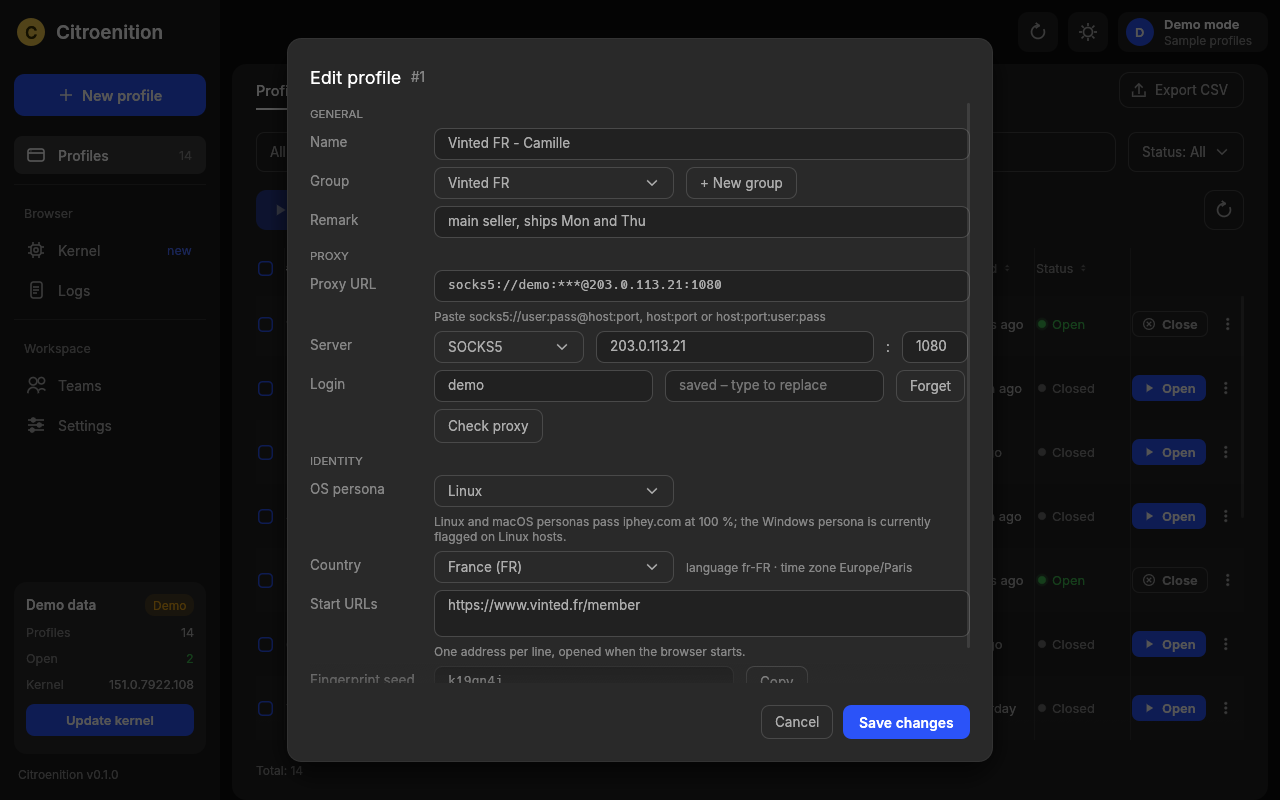 C Citroenition
+ New profile
Profiles 14
Browser
Kernel new
Logs
Workspace
Teams
Settings
Demo data Demo
Profiles 14
Open 2
Kernel 151.0.7922.108
Update kernel
Citroenition v0.1.0
D Demo mode
Sample profiles
Export CSV
All
Status: All
Status
s ago Open Close
ago Closed Open
Closed Open
ago Closed Open
s ago Open Close
go Closed Open
day Closed Open
Total: 14
Edit profile #1
GENERAL
Name Vinted FR - Camille
Group Vinted FR + New group
Remark main seller, ships Mon and Thu
PROXY
Proxy URL socks5://demo:***@203.0.113.21:1080
Paste socks5://user:pass@host:port, host:port or host:port:user:pass
Server SOCKS5 203.0.113.21 : 1080
Login demo saved – type to replace Forget
Check proxy
IDENTITY
OS persona Linux
Linux and macOS personas pass iphey.com at 100 %; the Windows persona is currently
flagged on Linux hosts.
Country France (FR) language fr-FR · time zone Europe/Paris
Start URLs https://www.vinted.fr/member
One address per line, opened when the browser starts.
Fingerprint seed Copy
Cancel Save changes